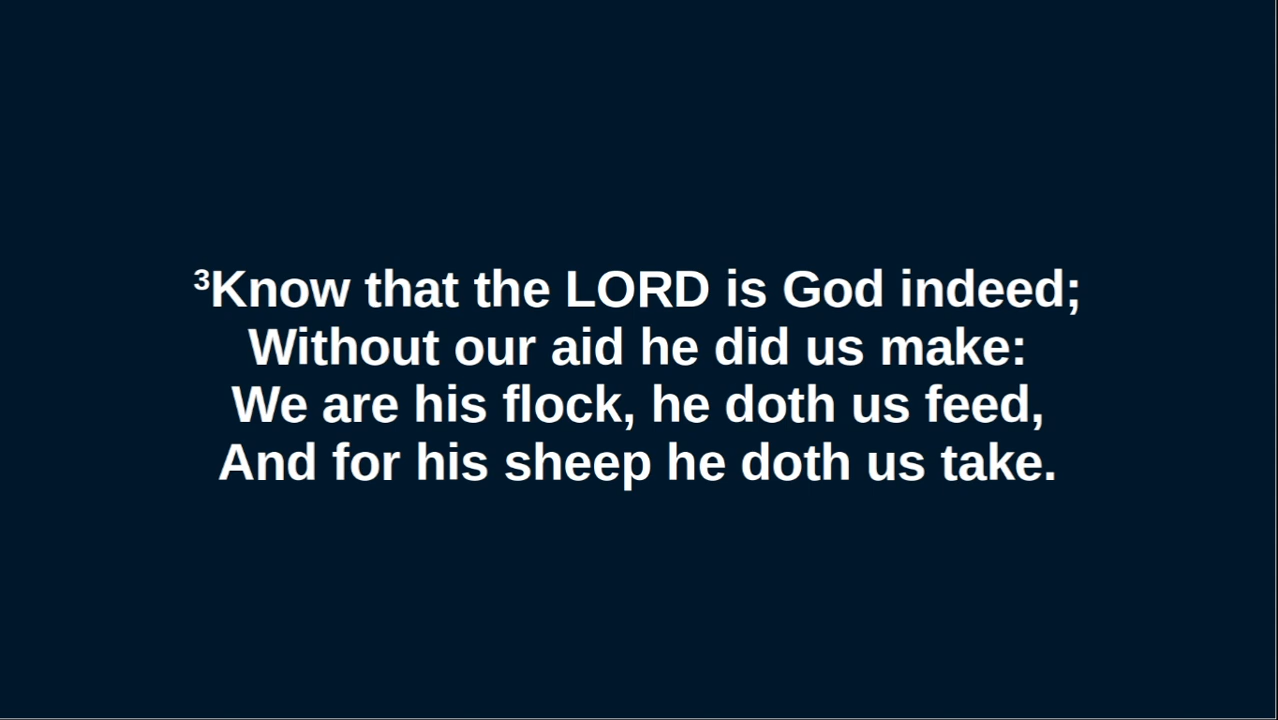 ³Know that the LORD is God indeed;
Without our aid he did us make:
We are his flock, he doth us feed,
And for his sheep he doth us take.